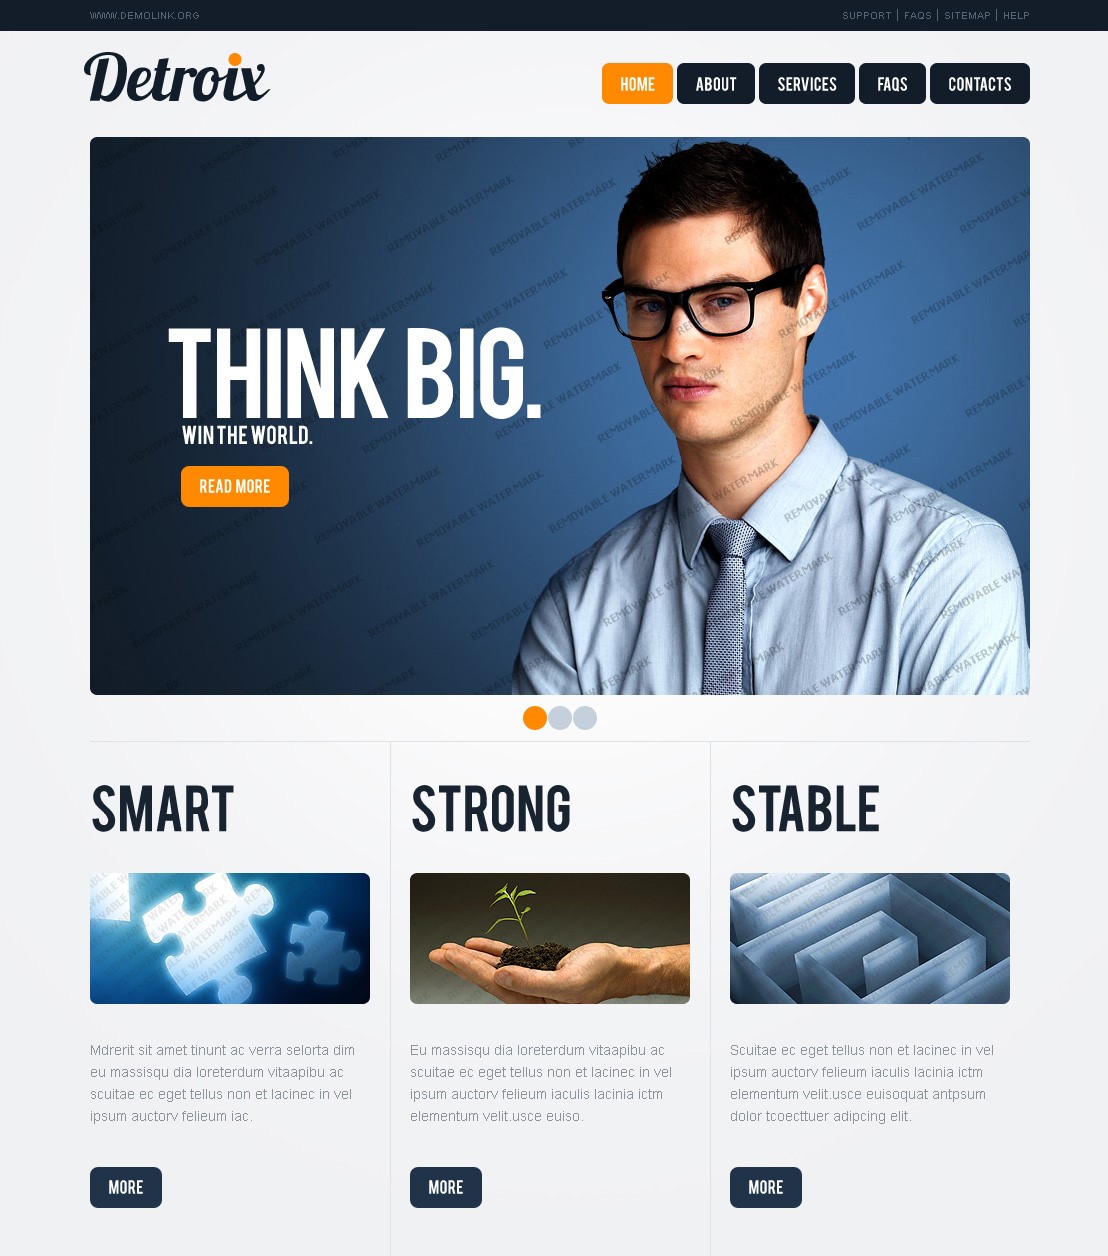 WWW.DEMOLINK.ORG
SUPPORT | FAQS | SITEMAP | HELP
Detroix
HOME ABOUT SERVICES FAQS CONTACTS
REMOVABLE WATERMARK
THINK BIG.
WIN THE WORLD.
READ MORE
SMART
STRONG
STABLE
Mdrerit sit amet tinunt ac verra selorta dim
eu massisqu dia loreterdum vitaapibu ac
scuitae ec eget tellus non et lacinec in vel
ipsum auctorv felieum iac.
MORE
Eu massisqu dia loreterdum vitaapibu ac
scuitae ec eget tellus non et lacinec in vel
ipsum auctorv felieum iaculis lacinia ictm
elementum velit.usce euiso.
MORE
Scuitae ec eget tellus non et lacinec in vel
ipsum auctorv felieum iaculis lacinia ictm
elementum velit.usce euisoquat antpsum
dolor tcoecttuer adipcing elit.
MORE